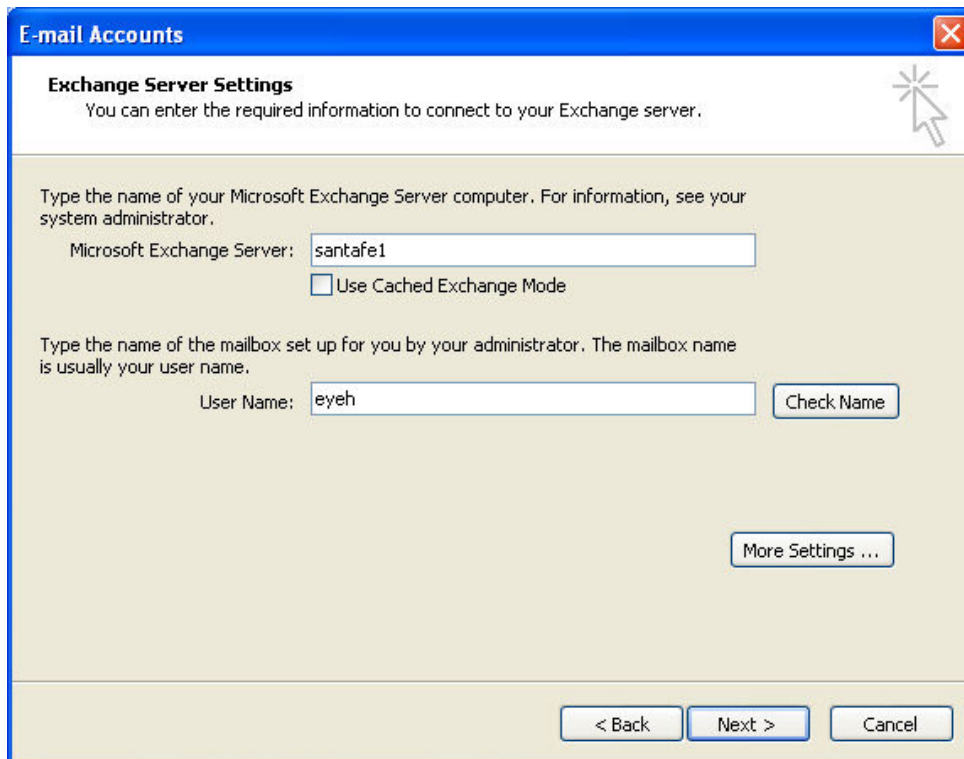 E-mail Accounts
Exchange Server Settings
You can enter the required information to connect to your Exchange server.
Type the name of your Microsoft Exchange Server computer. For information, see your
system administrator.
Microsoft Exchange Server: santafe1
Use Cached Exchange Mode
Type the name of the mailbox set up for you by your administrator. The mailbox name
is usually your user name.
User Name: eyeh Check Name
More Settings ...
< Back Next > Cancel